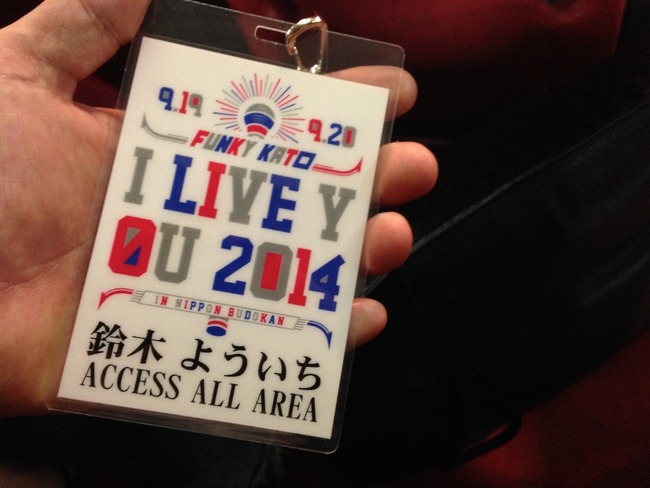 9.19
9.20
FUNKY KATO
I LIVE Y
OU 2014
IN NIPPON BUDOKAN
鈴木 よういち
ACCESS ALL AREA